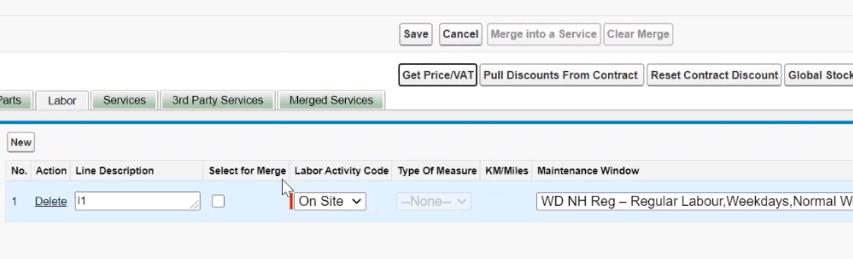 Save Cancel Merge into a Service Clear Merge
Get Price/VAT Pull Discounts From Contract Reset Contract Discount Global Stock
Parts Labor Services 3rd Party Services Merged Services
New
No. Action Line Description Select for Merge Labor Activity Code Type Of Measure KM/Miles Maintenance Window
1 Delete l1 On Site --None-- WD NH Reg – Regular Labour,Weekdays,Normal W